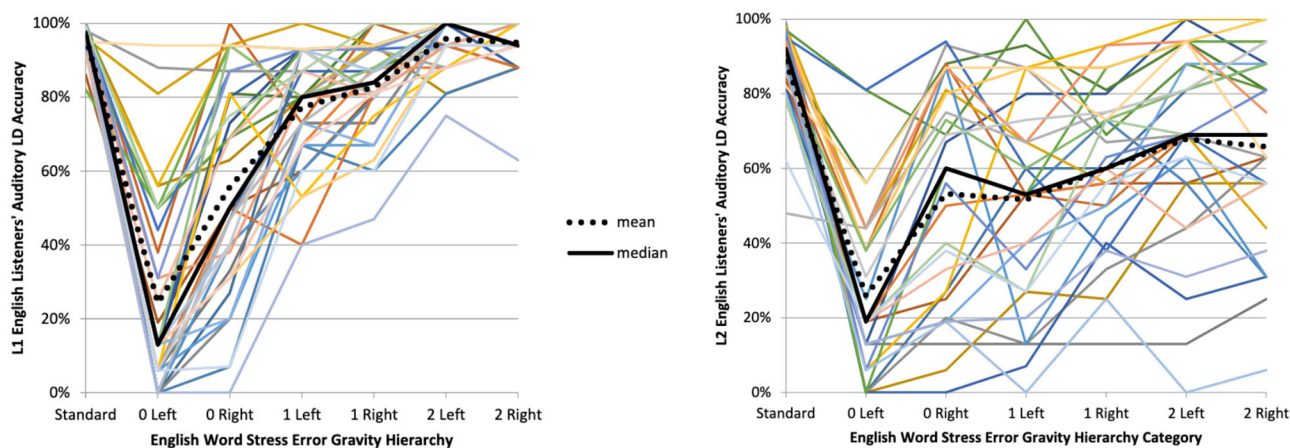 L1 English Listeners' Auditory LD Accuracy
100%
80%
60%
40%
20%
0%
Standard 0 Left 0 Right 1 Left 1 Right 2 Left 2 Right
English Word Stress Error Gravity Hierarchy
mean
median
L2 English Listeners' Auditory LD Accuracy
100%
80%
60%
40%
20%
0%
Standard 0 Left 0 Right 1 Left 1 Right 2 Left 2 Right
English Word Stress Error Gravity Hierarchy Category